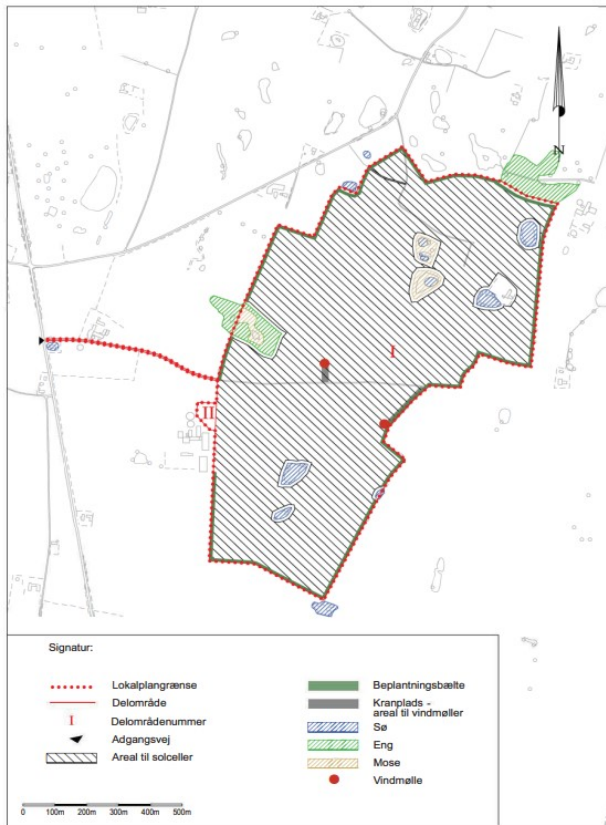 N
I
II
Signatur:
Lokalplangrænse
Delområde
I Delområdenummer
Adgangsvej
Areal til solceller
Beplantningsbælte
Kranplads -
areal til vindmøller
Sø
Eng
Mose
Vindmølle
0 100m 200m 300m 400m 500m